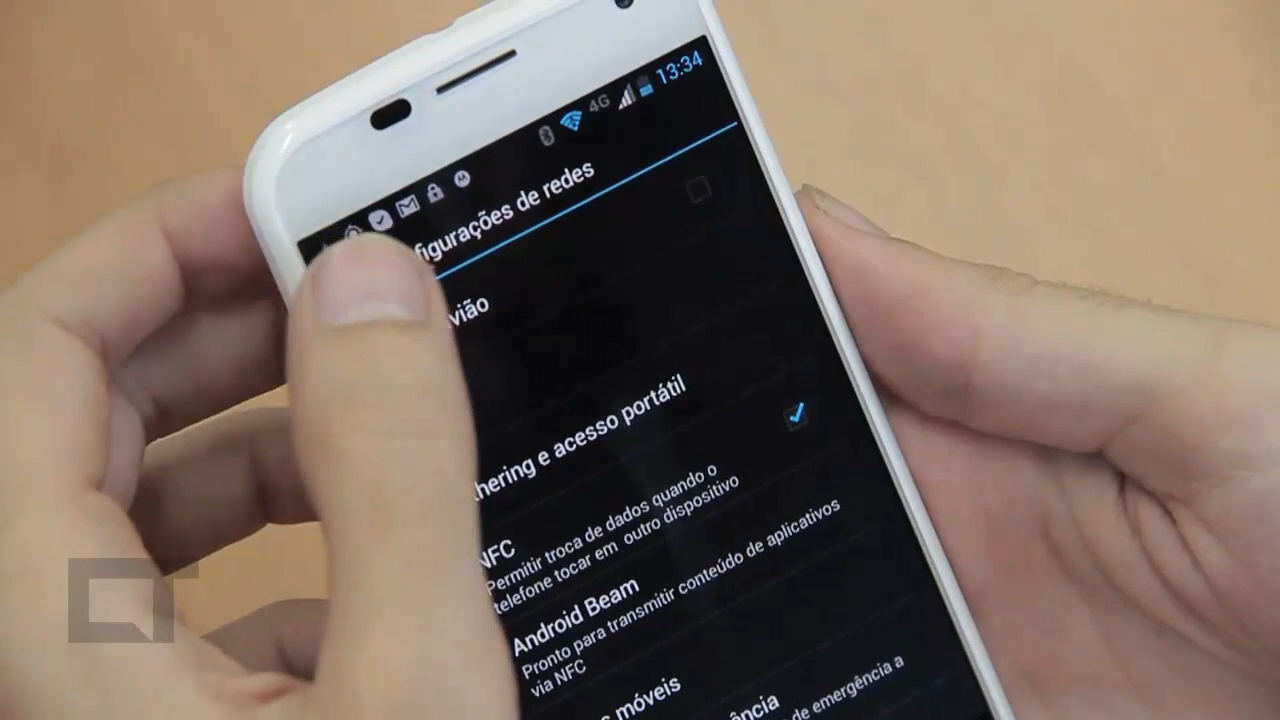 4G 13:34
figurações de redes
vião
hering e acesso portátil
NFC
Permitir troca de dados quando o
telefone tocar em outro dispositivo
Android Beam
Pronto para transmitir conteúdo de aplicativos
via NFC
s móveis
ência
de emergência a
CT